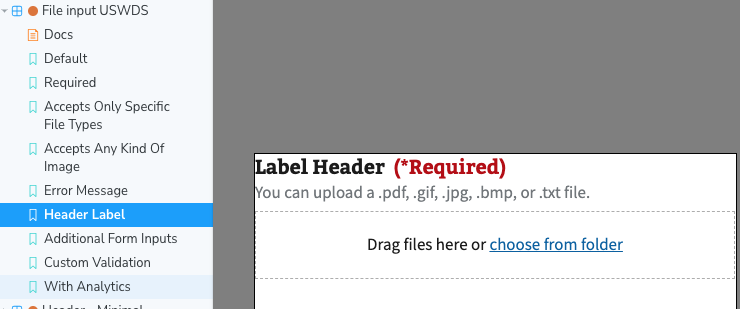 File input USWDS
Docs
Default
Required
Accepts Only Specific
File Types
Accepts Any Kind Of
Image
Error Message
Header Label
Additional Form Inputs
Custom Validation
With Analytics
Header - Minimal
Label Header (*Required)
You can upload a .pdf, .gif, .jpg, .bmp, or .txt file.
Drag files here or choose from folder